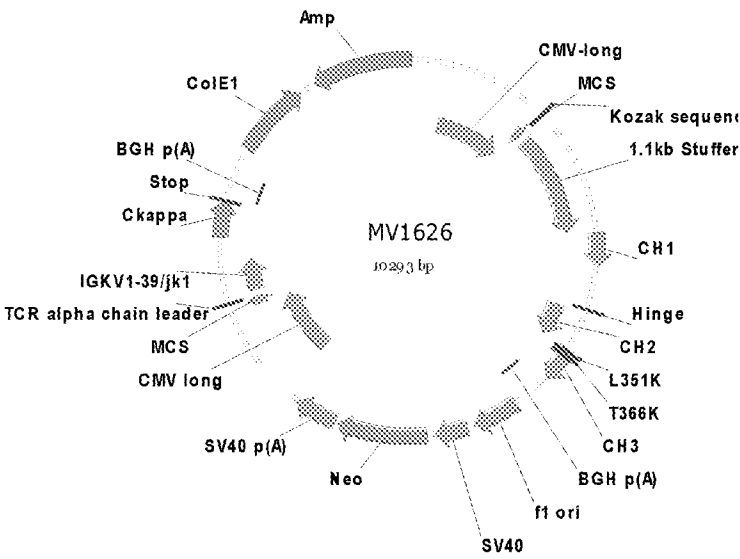 Amp
CMV-long
MCS
ColE1
Kozak sequenc
1.1kb Stuffer
BGH p(A)
Stop
Ckappa
MV1626
10293 bp
CH1
IGKV1-39/jk1
TCR alpha chain leader
Hinge
MCS
CH2
CMV long
L351K
T366K
SV40 p(A)
CH3
Neo
BGH p(A)
f1 ori
SV40